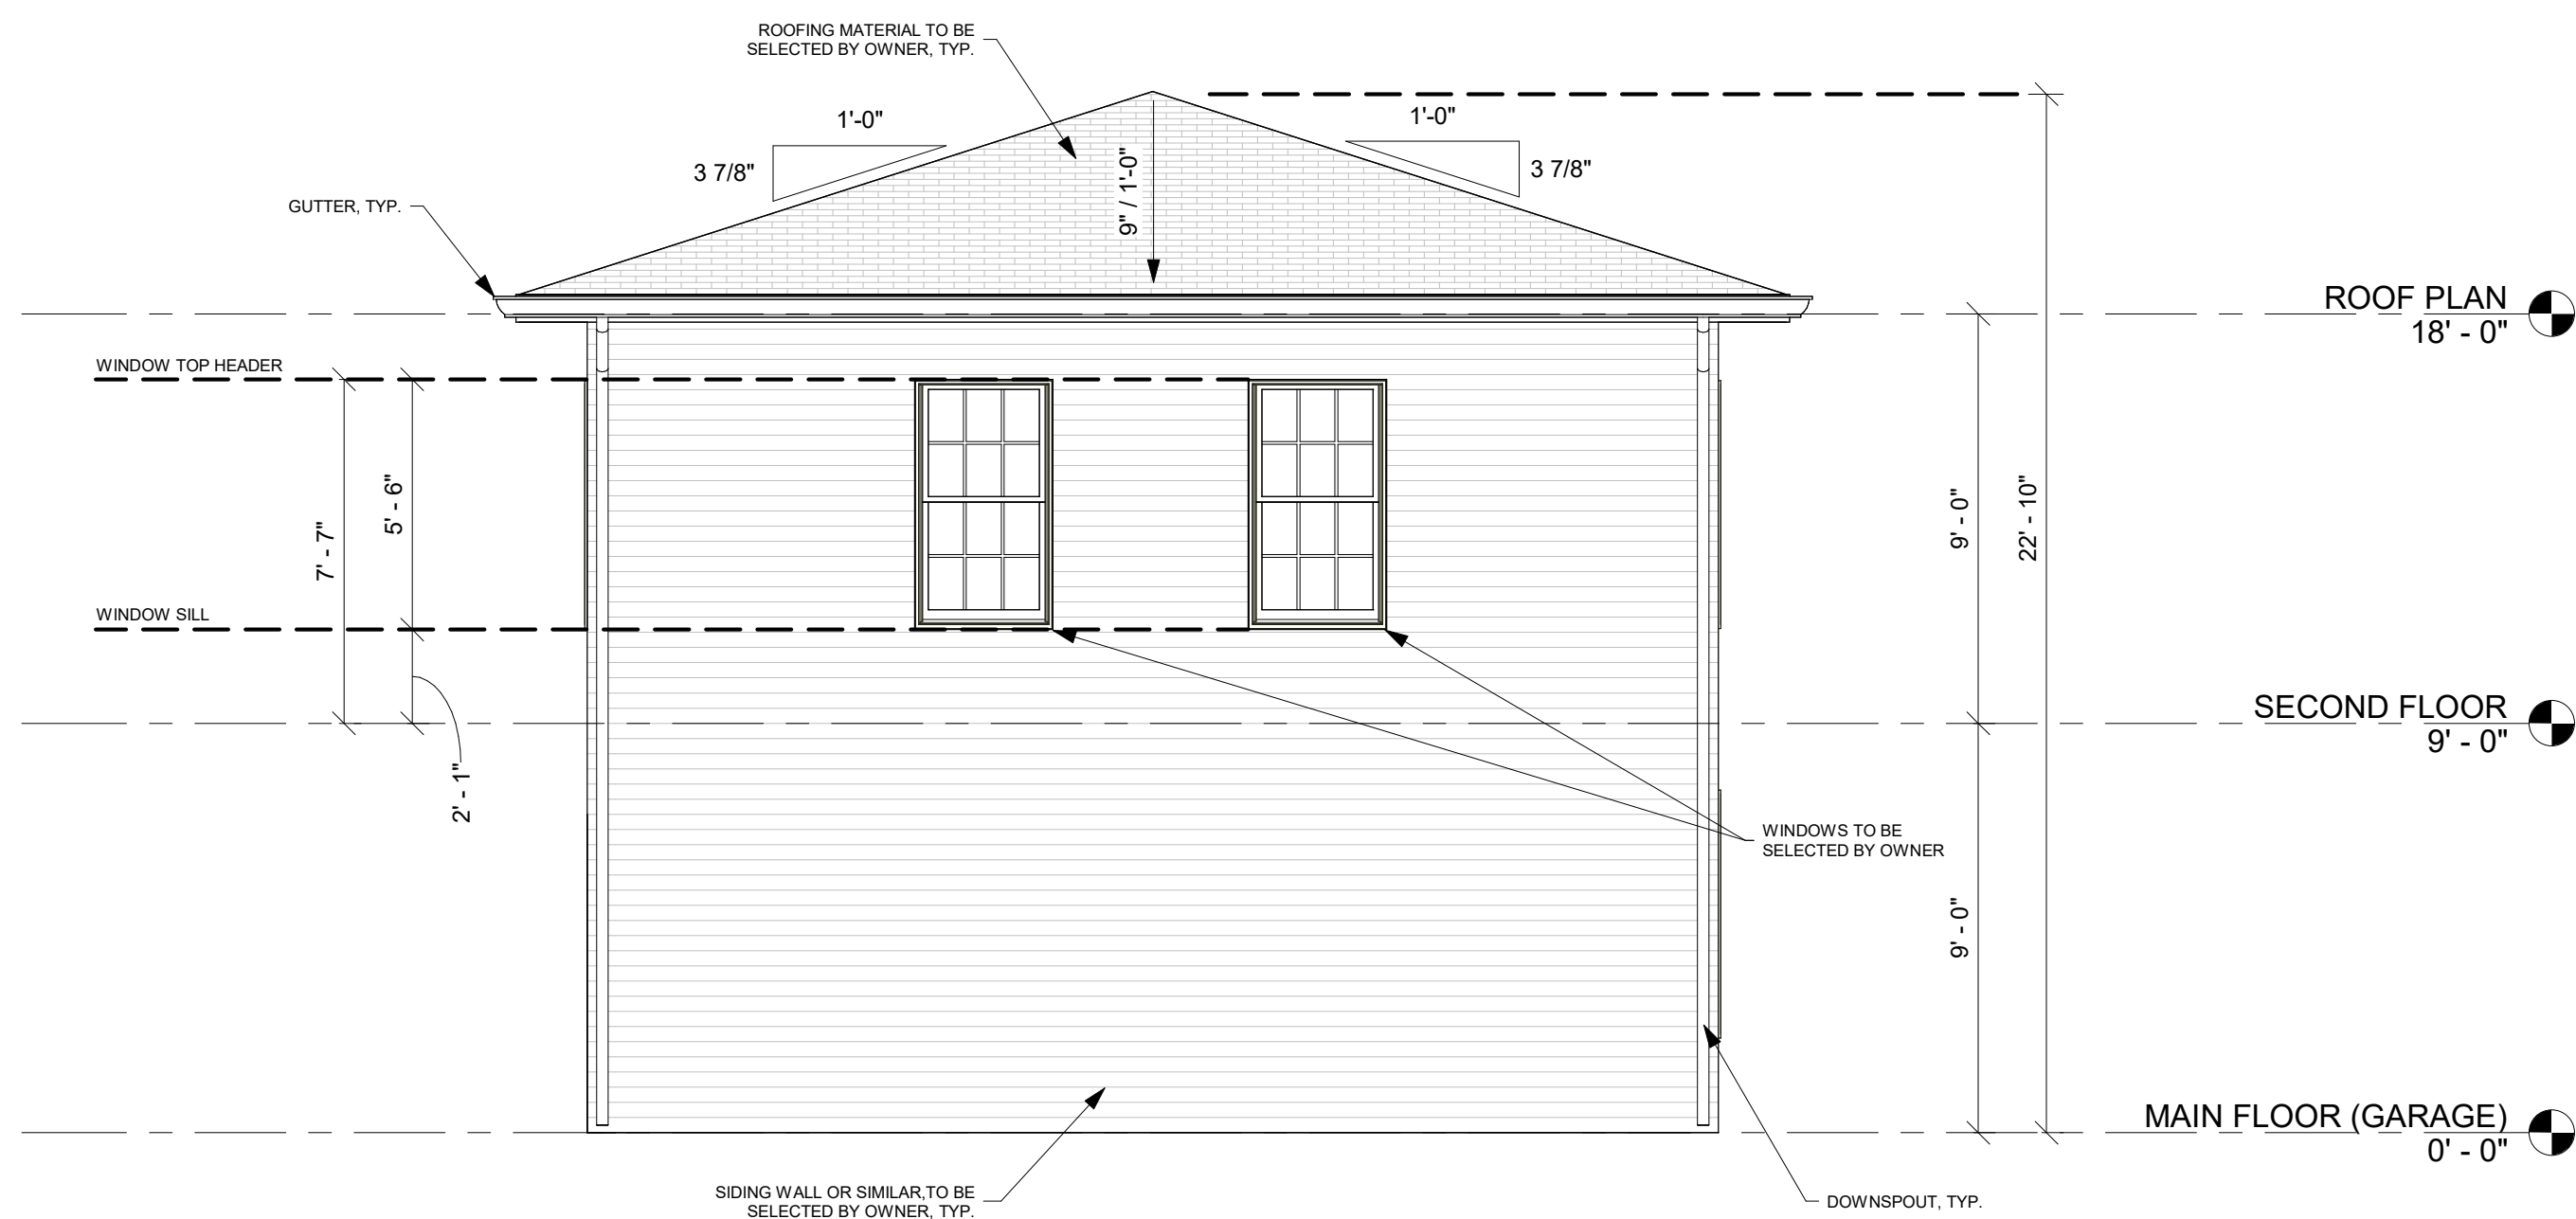 ROOFING MATERIAL TO BE
SELECTED BY OWNER, TYP.
1'-0"
1'-0"
3 7/8"
9" / 1'-0"
3 7/8"
GUTTER, TYP.
ROOF PLAN
18' - 0"
WINDOW TOP HEADER
5' - 6"
7' - 7"
9' - 0"
22' - 10"
WINDOW SILL
SECOND FLOOR
9' - 0"
2' - 1"
WINDOWS TO BE
SELECTED BY OWNER
9' - 0"
MAIN FLOOR (GARAGE)
0' - 0"
SIDING WALL OR SIMILAR,TO BE
SELECTED BY OWNER, TYP.
DOWNSPOUT, TYP.